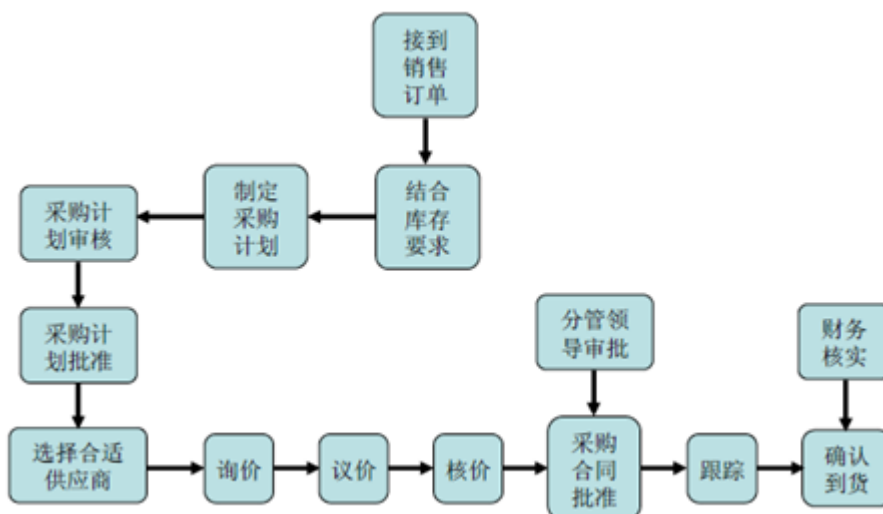 接到
销售
订单
结合
库存
要求
制定
采购
计划
采购计
划审核
采购计
划批准
选择合适
供应商
询价
议价
核价
分管领
导审批
采购
合同
批准
跟踪
财务
核实
确认
到货